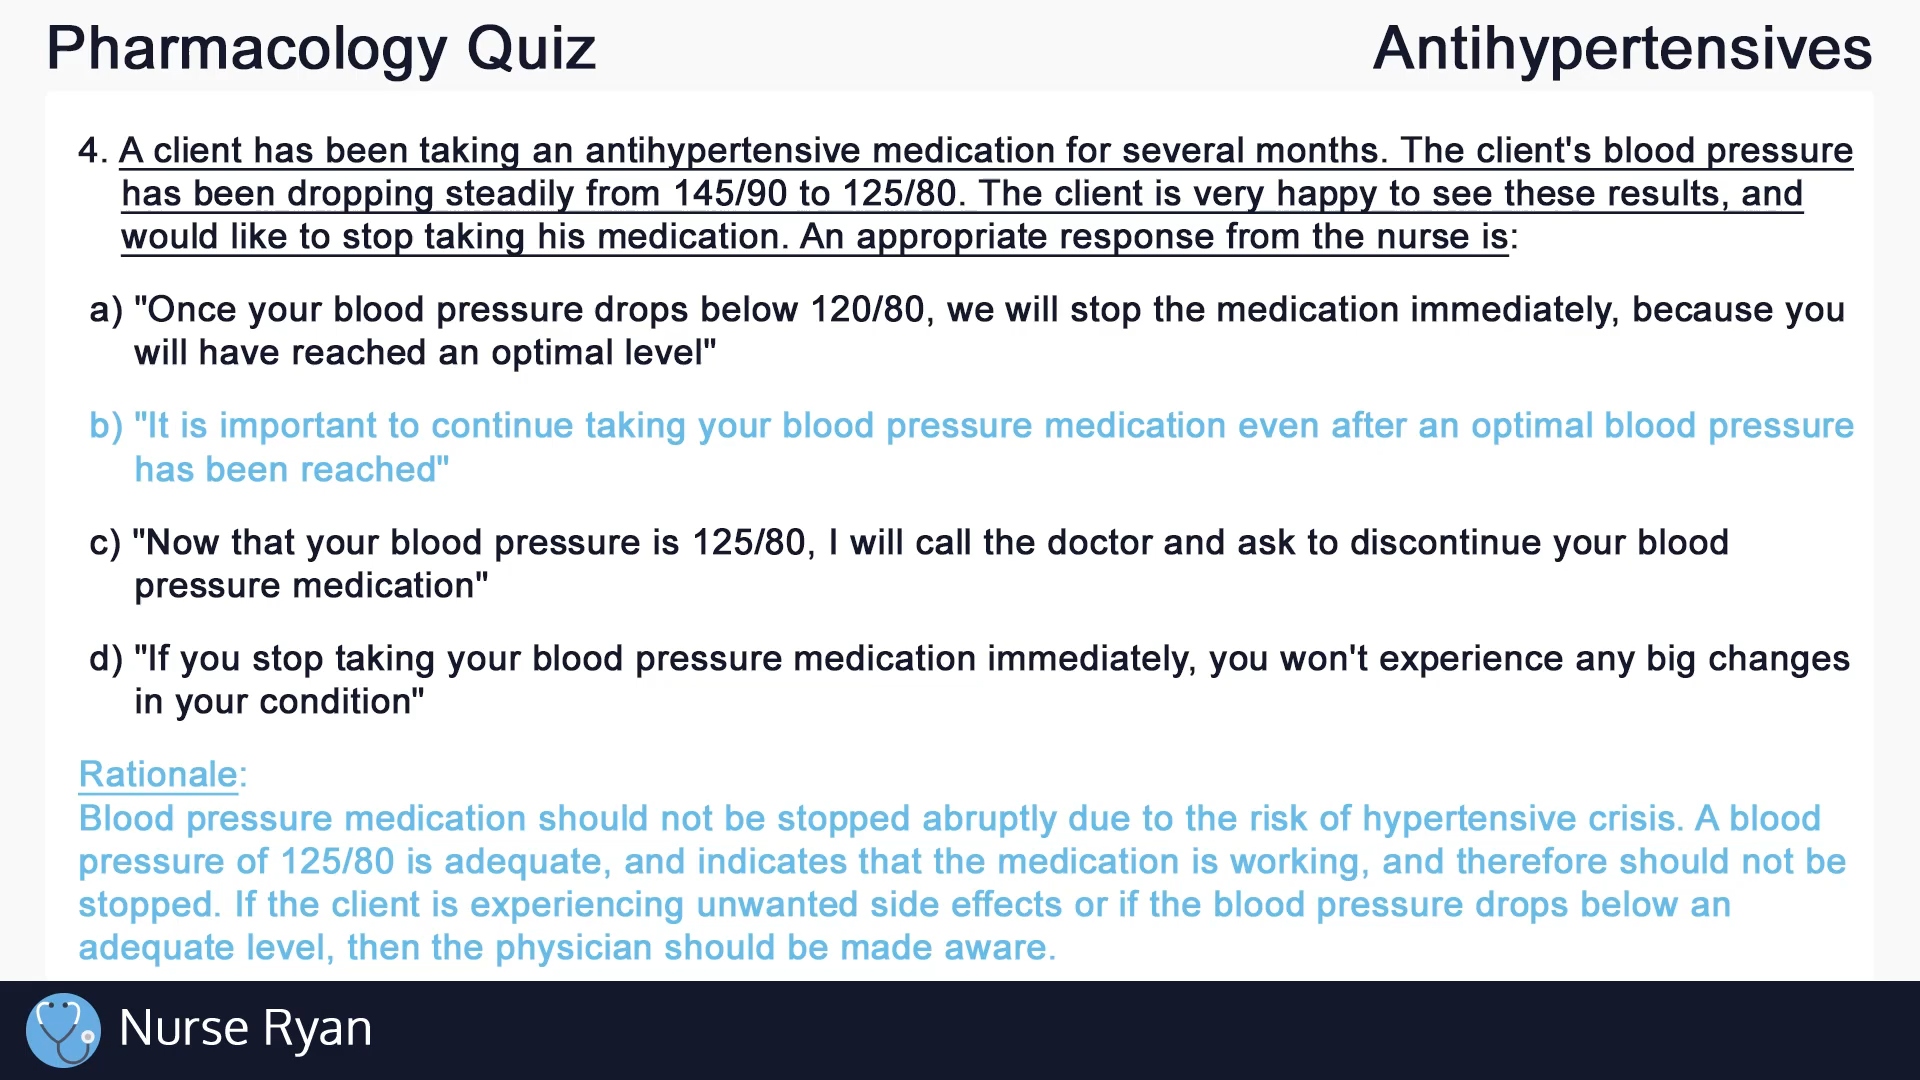 Pharmacology Quiz
Antihypertensives
4. A client has been taking an antihypertensive medication for several months. The client's blood pressure
has been dropping steadily from 145/90 to 125/80. The client is very happy to see these results, and
would like to stop taking his medication. An appropriate response from the nurse is:
a) "Once your blood pressure drops below 120/80, we will stop the medication immediately, because you
will have reached an optimal level"
b) "It is important to continue taking your blood pressure medication even after an optimal blood pressure
has been reached"
c) "Now that your blood pressure is 125/80, I will call the doctor and ask to discontinue your blood
pressure medication"
d) "If you stop taking your blood pressure medication immediately, you won't experience any big changes
in your condition"
Rationale:
Blood pressure medication should not be stopped abruptly due to the risk of hypertensive crisis. A blood
pressure of 125/80 is adequate, and indicates that the medication is working, and therefore should not be
stopped. If the client is experiencing unwanted side effects or if the blood pressure drops below an
adequate level, then the physician should be made aware.
Nurse Ryan